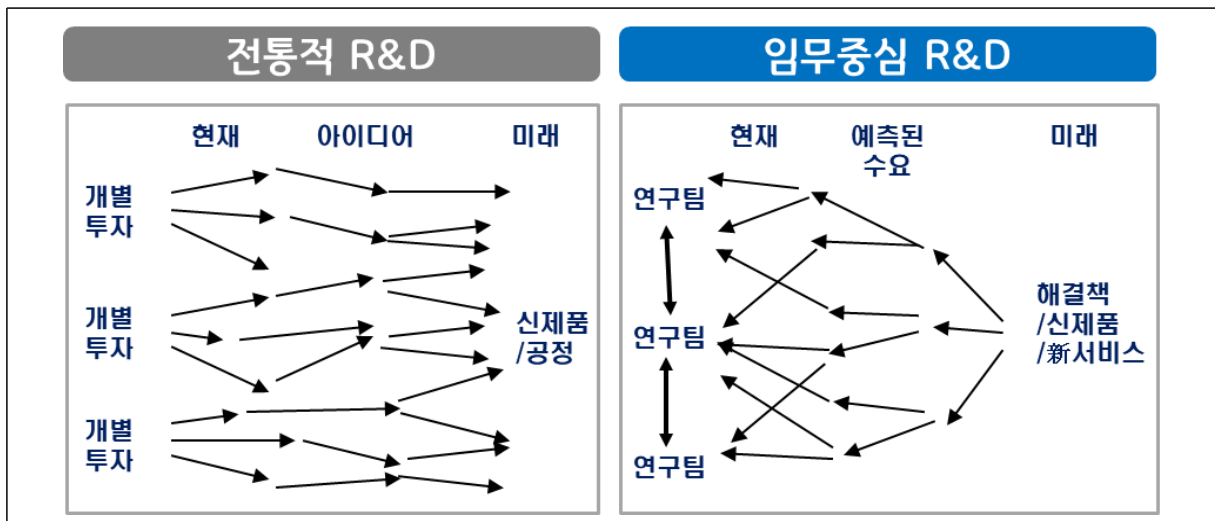 전통적 R&D
현재
아이디어
미래
개별
투자
개별
투자
개별
투자
신제품
/공정
임무중심 R&D
현재
예측된
수요
미래
연구팀
연구팀
연구팀
해결책
/신제품
/新서비스